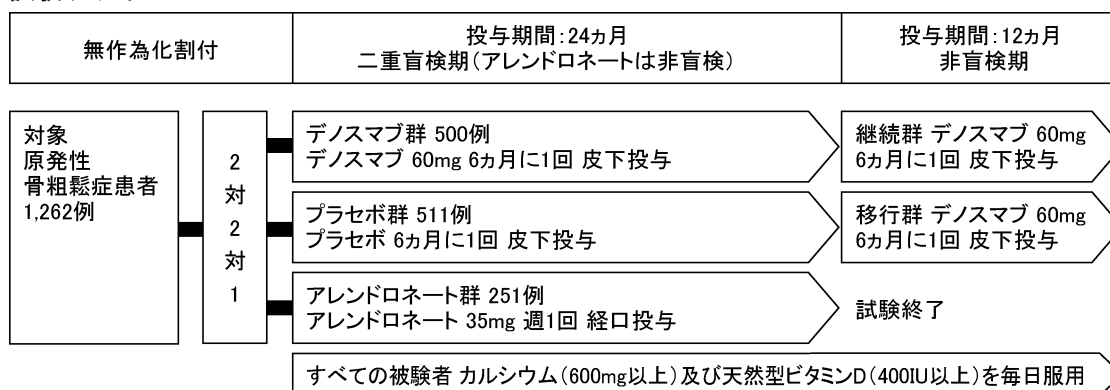 無作為化割付
投与期間:24ヵ月
二重盲検期(アレンドロネートは非盲検)
投与期間:12ヵ月
非盲検期
対象
原発性
骨粗鬆症患者
1,262例
2
対
2
対
1
デノスマブ群 500例
デノスマブ 60mg 6ヵ月に1回 皮下投与
継続群 デノスマブ 60mg
6ヵ月に1回 皮下投与
プラセボ群 511例
プラセボ 6ヵ月に1回 皮下投与
移行群 デノスマブ 60mg
6ヵ月に1回 皮下投与
アレンドロネート群 251例
アレンドロネート 35mg 週1回 経口投与
試験終了
すべての被験者 カルシウム(600mg以上)及び天然型ビタミンD(400IU以上)を毎日服用